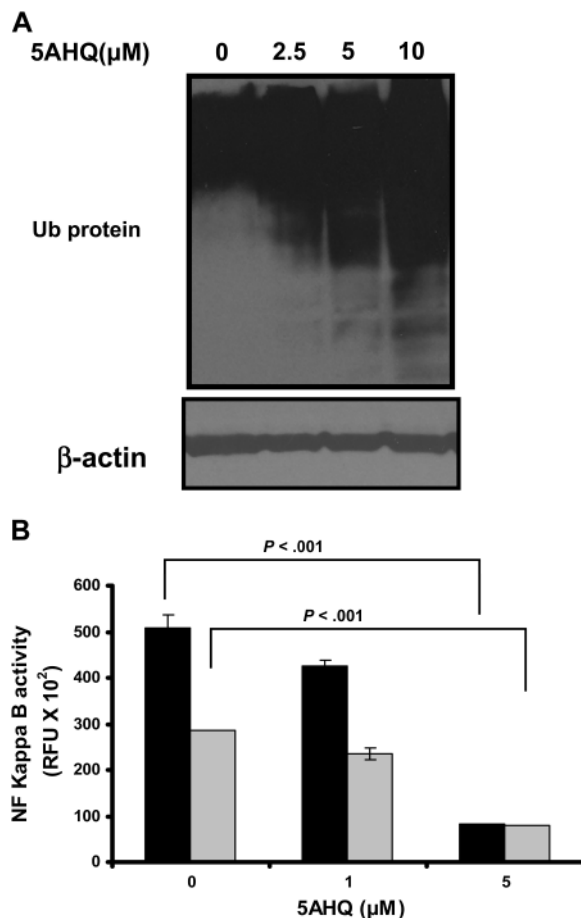 A
5AHQ(µM) 0 2.5 5 10
Ub protein
β-actin
B
P < .001
P < .001
NF Kappa B activity
(RFU X 10²)
600
500
400
300
200
100
0
0 1 5
5AHQ (µM)